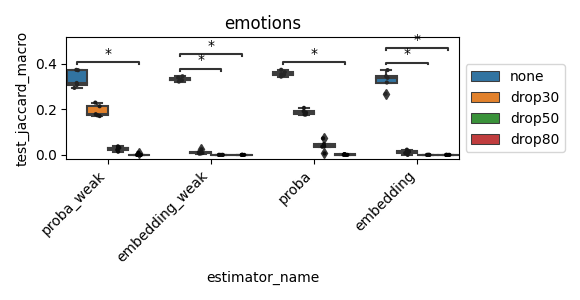 emotions
test_jaccard_macro
0.4
0.2
0.0
*
*
*
*
*
*
proba_weak
embedding_weak
proba
embedding
estimator_name
none
drop30
drop50
drop80